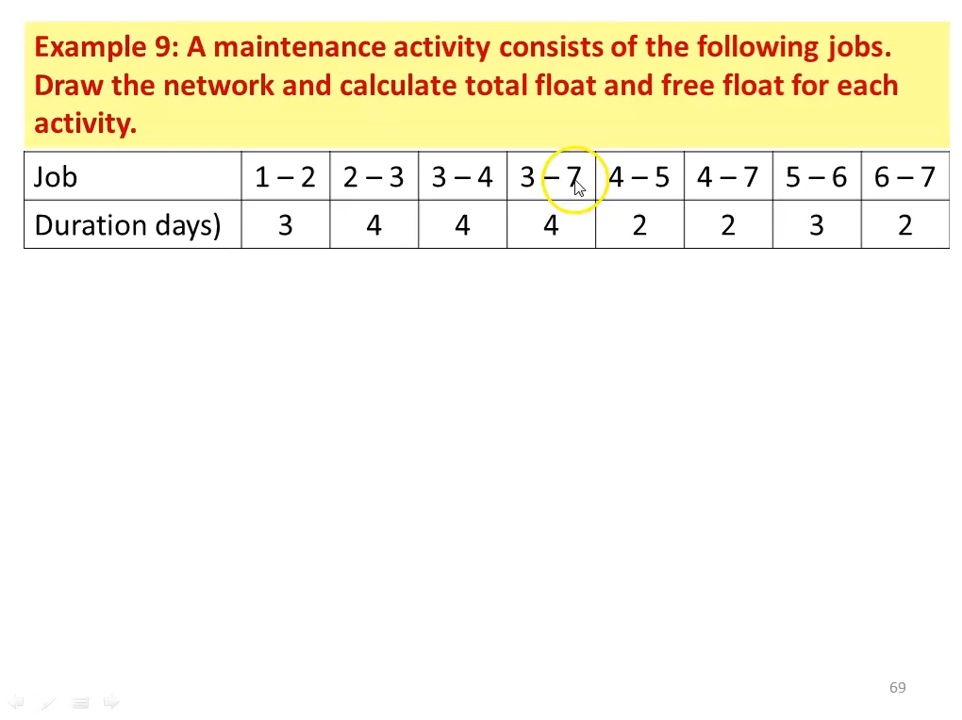 Example 9: A maintenance activity consists of the following jobs.
Draw the network and calculate total float and free float for each
activity.
Job 1 – 2 2 – 3 3 – 4 3 – 7 4 – 5 4 – 7 5 – 6 6 – 7
Duration days) 3 4 4 4 2 2 3 2
69